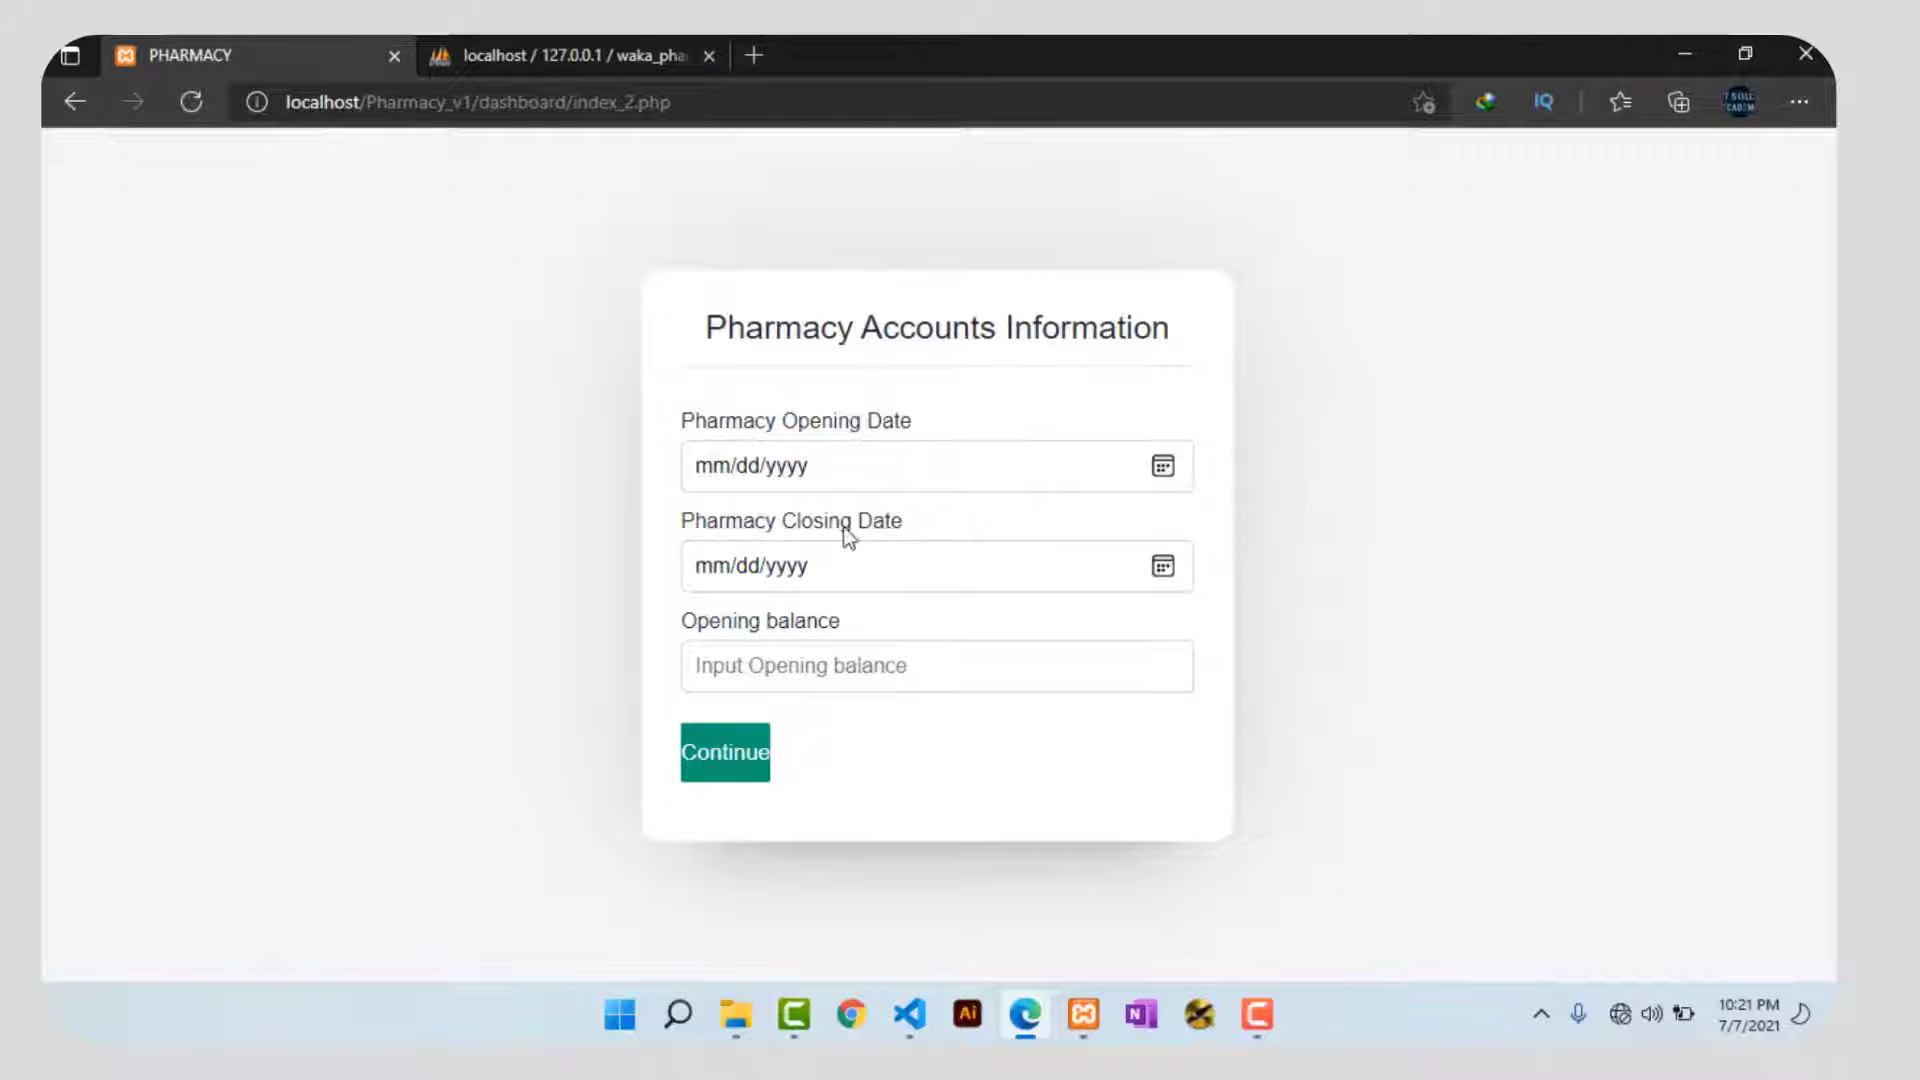 PHARMACY
localhost / 127.0.0.1 / waka_pha
localhost/Pharmacy_v1/dashboard/index_2.php
IQ
Pharmacy Accounts Information
Pharmacy Opening Date
mm/dd/yyyy
Pharmacy Closing Date
mm/dd/yyyy
Opening balance
Input Opening balance
Continue
Ai
N
10:21 PM
7/7/2021